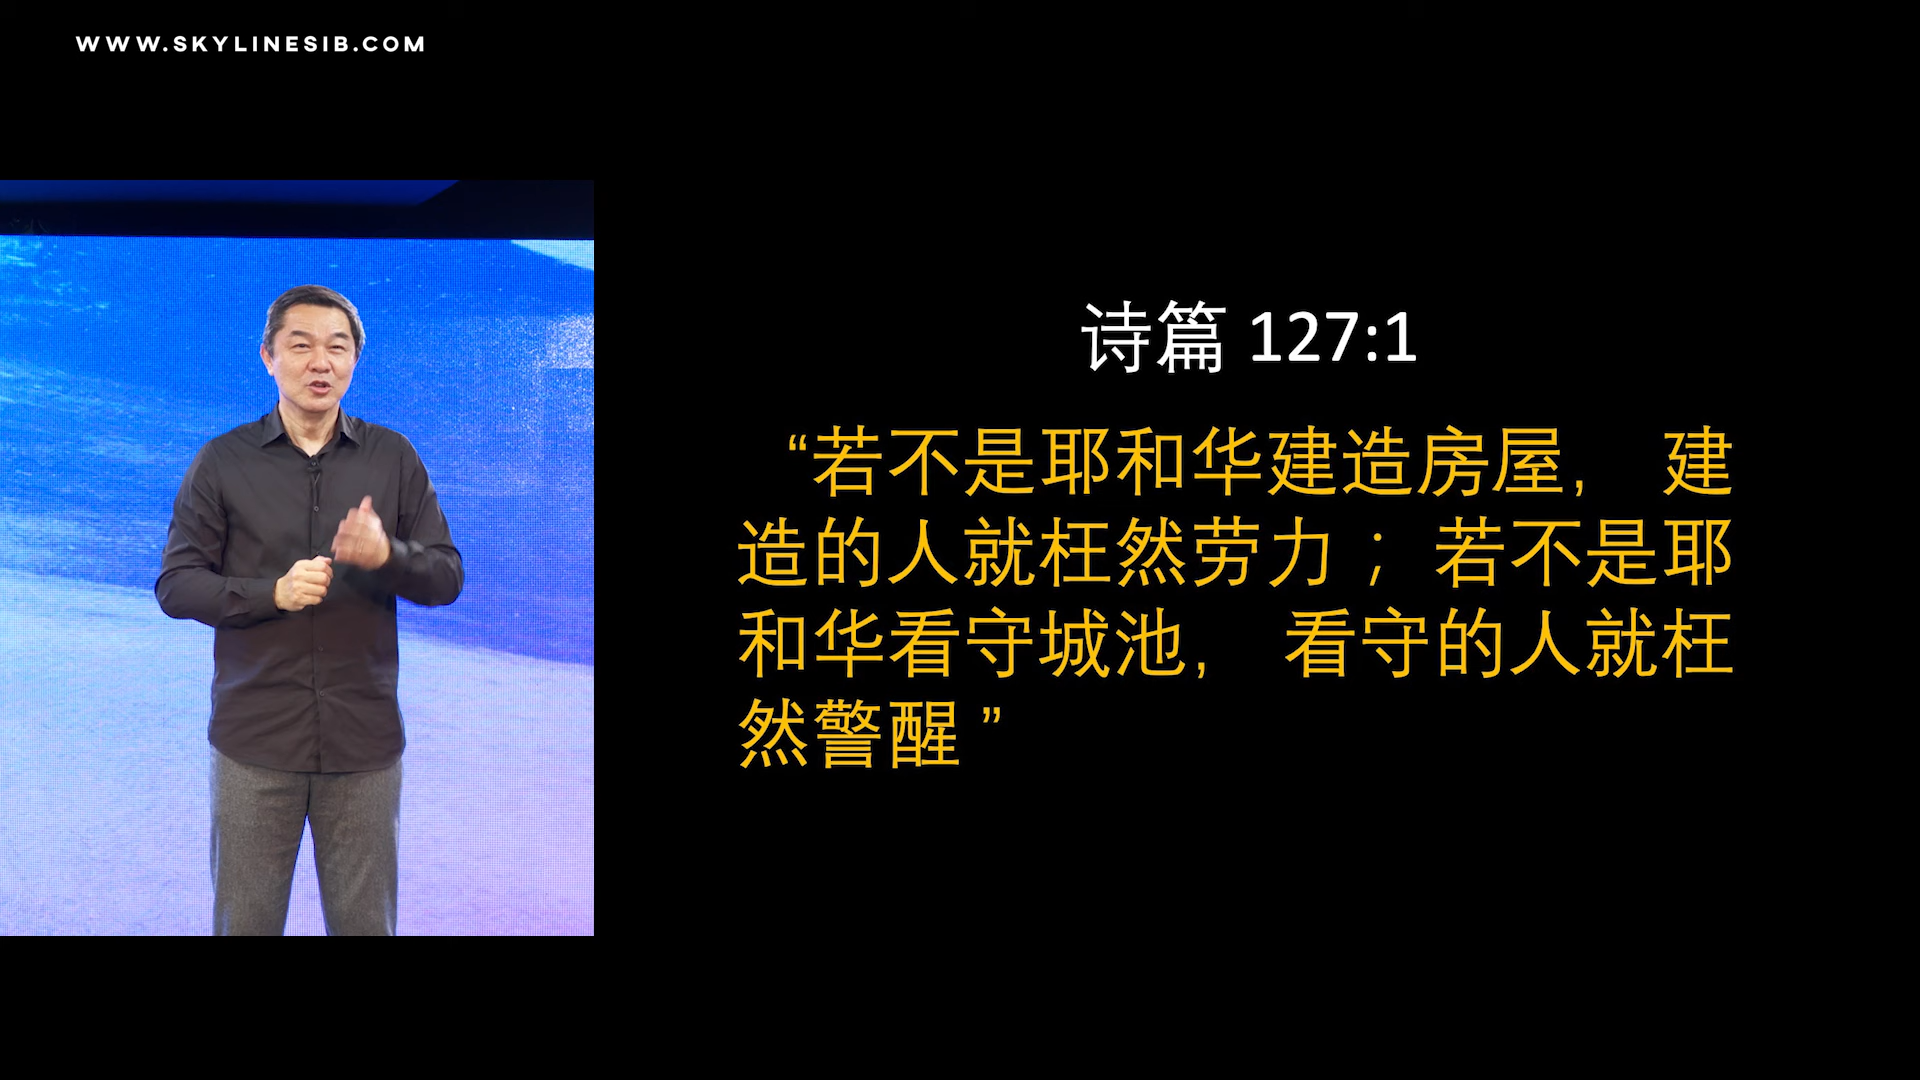 WWW.SKYLINESIB.COM
诗篇 127:1
“若不是耶和华建造房屋, 建
造的人就枉然劳力 ; 若不是耶
和华看守城池, 看守的人就枉
然警醒 ”